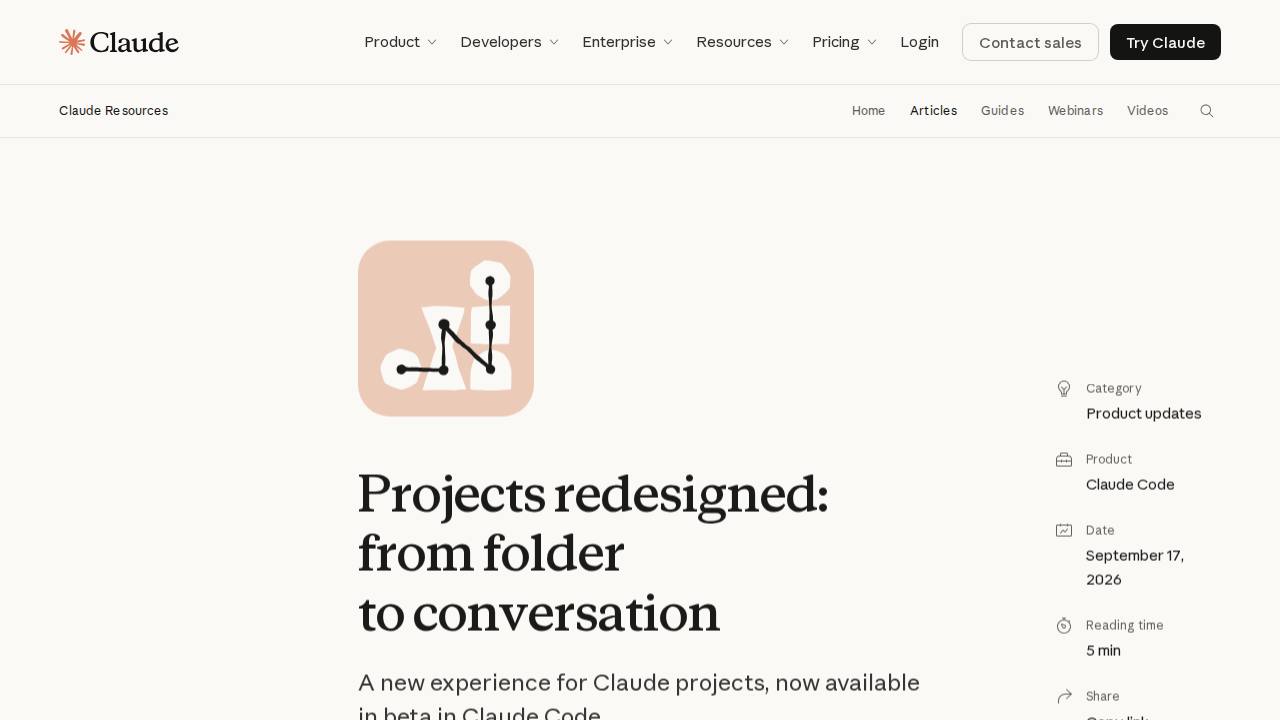 Claude
Product
Developers
Enterprise
Resources
Pricing
Login
Contact sales
Try Claude
Claude Resources
Home
Articles
Guides
Webinars
Videos
Projects redesigned:
from folder
to conversation
A new experience for Claude projects, now available
in beta in Claude Code
Category
Product updates
Product
Claude Code
Date
September 17,
2026
Reading time
5 min
Share
Copy link